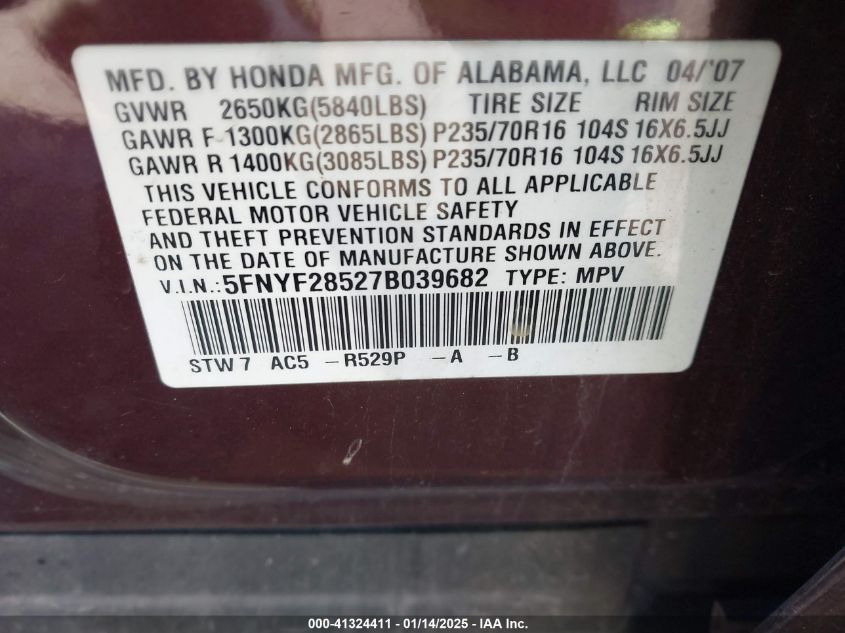 MFD. BY HONDA MFG. OF ALABAMA, LLC 04/'07
GVWR 2650KG(5840LBS) TIRE SIZE RIM SIZE
GAWR F 1300KG(2865LBS) P235/70R16 104S 16X6.5JJ
GAWR R 1400KG(3085LBS) P235/70R16 104S 16X6.5JJ
THIS VEHICLE CONFORMS TO ALL APPLICABLE
FEDERAL MOTOR VEHICLE SAFETY
AND THEFT PREVENTION STANDARDS IN EFFECT
ON THE DATE OF MANUFACTURE SHOWN ABOVE.
V.I.N.: 5FNYF28527B039682 TYPE: MPV
STW7 AC5 -R529P -A -B
000-41324411 - 01/14/2025 - IAA Inc.